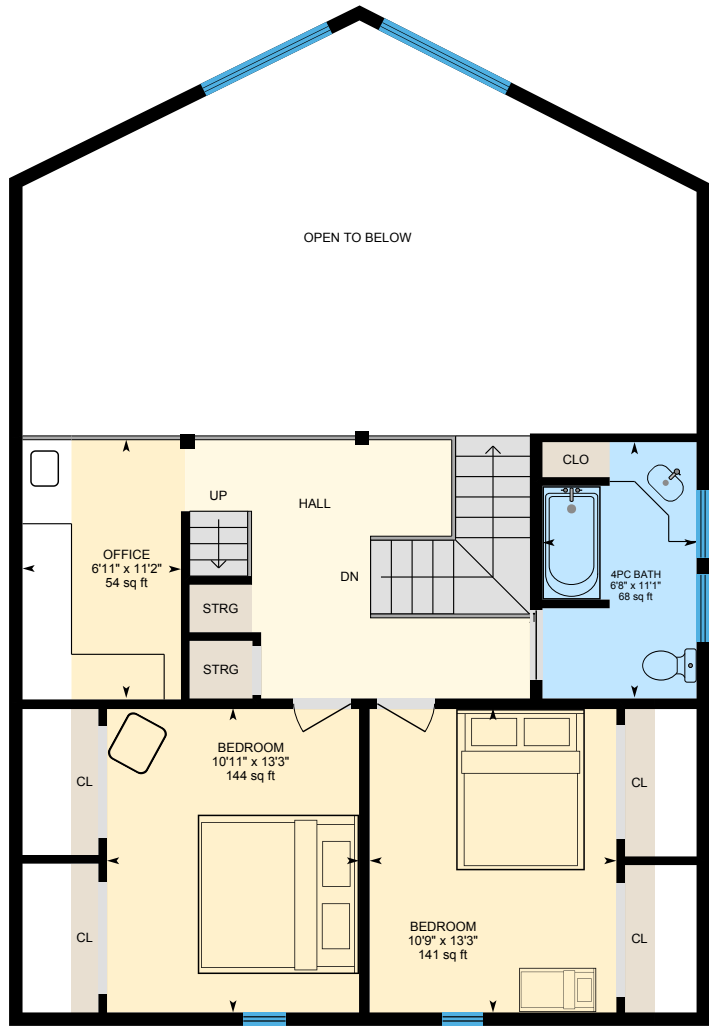 OPEN TO BELOW
CLO
UP
HALL
OFFICE
6'11" x 11'2"
54 sq ft
DN
4PC BATH
6'8" x 11'1"
68 sq ft
STRG
STRG
BEDROOM
10'11" x 13'3"
144 sq ft
CL
CL
CL
BEDROOM
10'9" x 13'3"
141 sq ft
CL